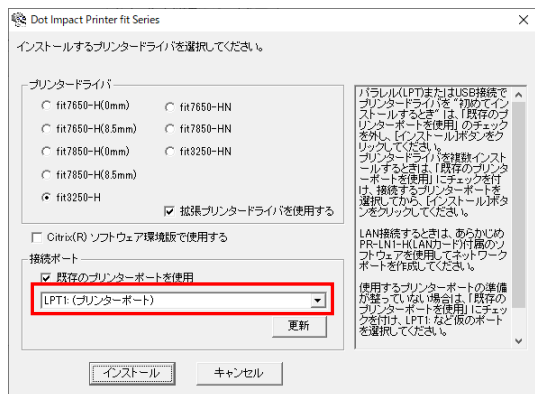 Dot Impact Printer fit Series
インストールするプリンタードライバを選択してください。
プリンタードライバ
fit7650-H(0mm)
fit7650-HN
fit7650-H(8.5mm)
fit7850-HN
fit7850-H(0mm)
fit3250-HN
fit7850-H(8.5mm)
fit3250-H
拡張プリンタードライバを使用する
Citrix(R) ソフトウェア環境版で使用する
接続ポート
既存のプリンターポートを使用
LPT1: (プリンターポート)
更新
インストール
キャンセル
パラレル(LPT)またはUSB接続で
プリンタードライバを "初めてイン
ストールするとき" は、「既存のプ
リンターポートを使用」のチェック
を外し、[インストール]ボタンをク
リックしてください。
プリンタードライバを複数インスト
ールするときは、「既存のプリンタ
ーポートを使用」にチェックを付
け、接続するプリンターポートを
選択してから、[インストール]ボタ
ンをクリックしてください。
LAN接続するときは、あらかじめ
PR-LN1-H(LANカード)付属のソ
フトウェアを使用してネットワーク
ポートを作成してください。
使用するプリンターポートの準備
が整っていない場合は、「既存の
プリンターポートを使用」にチェッ
クを付け、LPT1: など仮のポート
を選択してください。